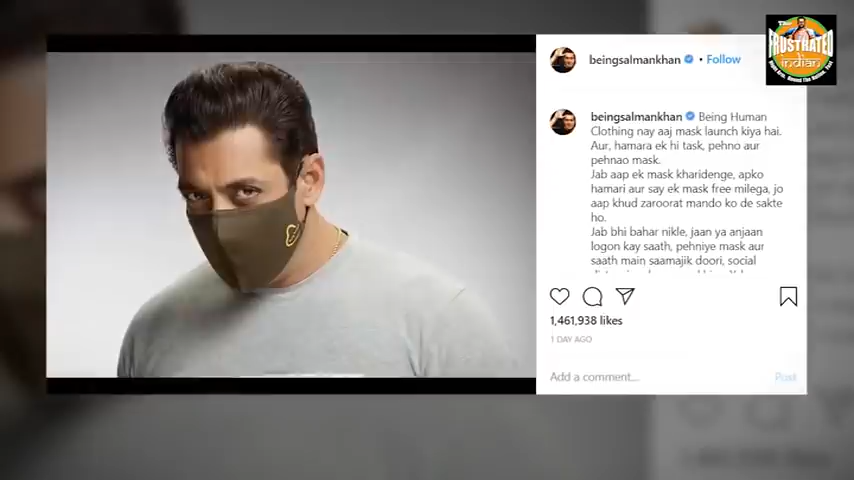 The
FRUSTRATED
indian
beingsalmankhan • Follow
beingsalmankhan Being Human
Clothing nay aaj mask launch kiya hai.
Aur, hamara ek hi task, pehno aur
pehnao mask.
Jab aap ek mask kharidenge, apko
hamari aur say ek mask free milega, jo
aap khud zaroorat mando ko de sakte
ho.
Jab bhi bahar nikle, jaan ya anjaan
logon kay saath, pehniye mask aur
saath main saamajik doori, social
1,461,938 likes
1 DAY AGO
Add a comment... Post